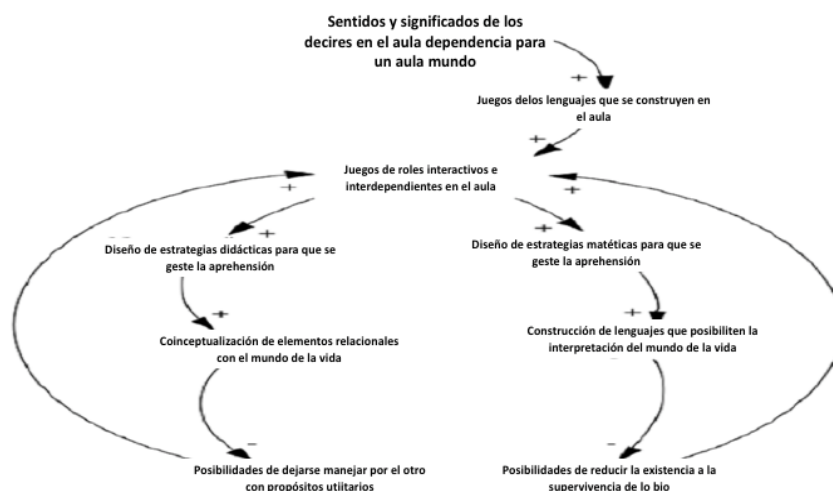 Sentidos y significados de los
decires en el aula dependencia para
un aula mundo
+
Juegos delos lenguajes que se construyen en
el aula
+
Juegos de roles interactivos e
interdependientes en el aula
+
+
+
+
Diseño de estrategias didácticas para que se
geste la aprehensión
Diseño de estrategias matéticas para que se
geste la aprehensión
+
+
Coinceptualización de elementos relacionales
con el mundo de la vida
Construcción de lenguajes que posibiliten la
interpretación del mundo de la vida
-
-
Posibilidades de dejarse manejar por el otro
con propósitos utiitarios
Posibilidades de reducir la existencia a la
supervivencia de lo bio